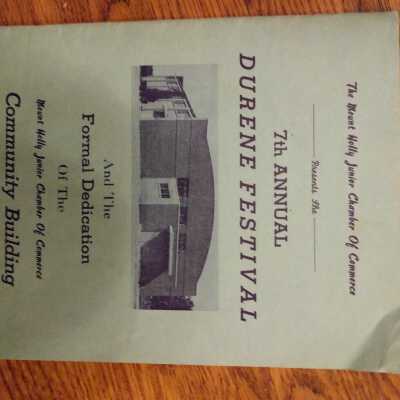 The Mount Holly Junior Chamber Of Commerce
Presents The
7th ANNUAL
DURENE FESTIVAL
And The
Formal Dedication
Of The
Mount Holly Junior Chamber Of Commerce
Community Building